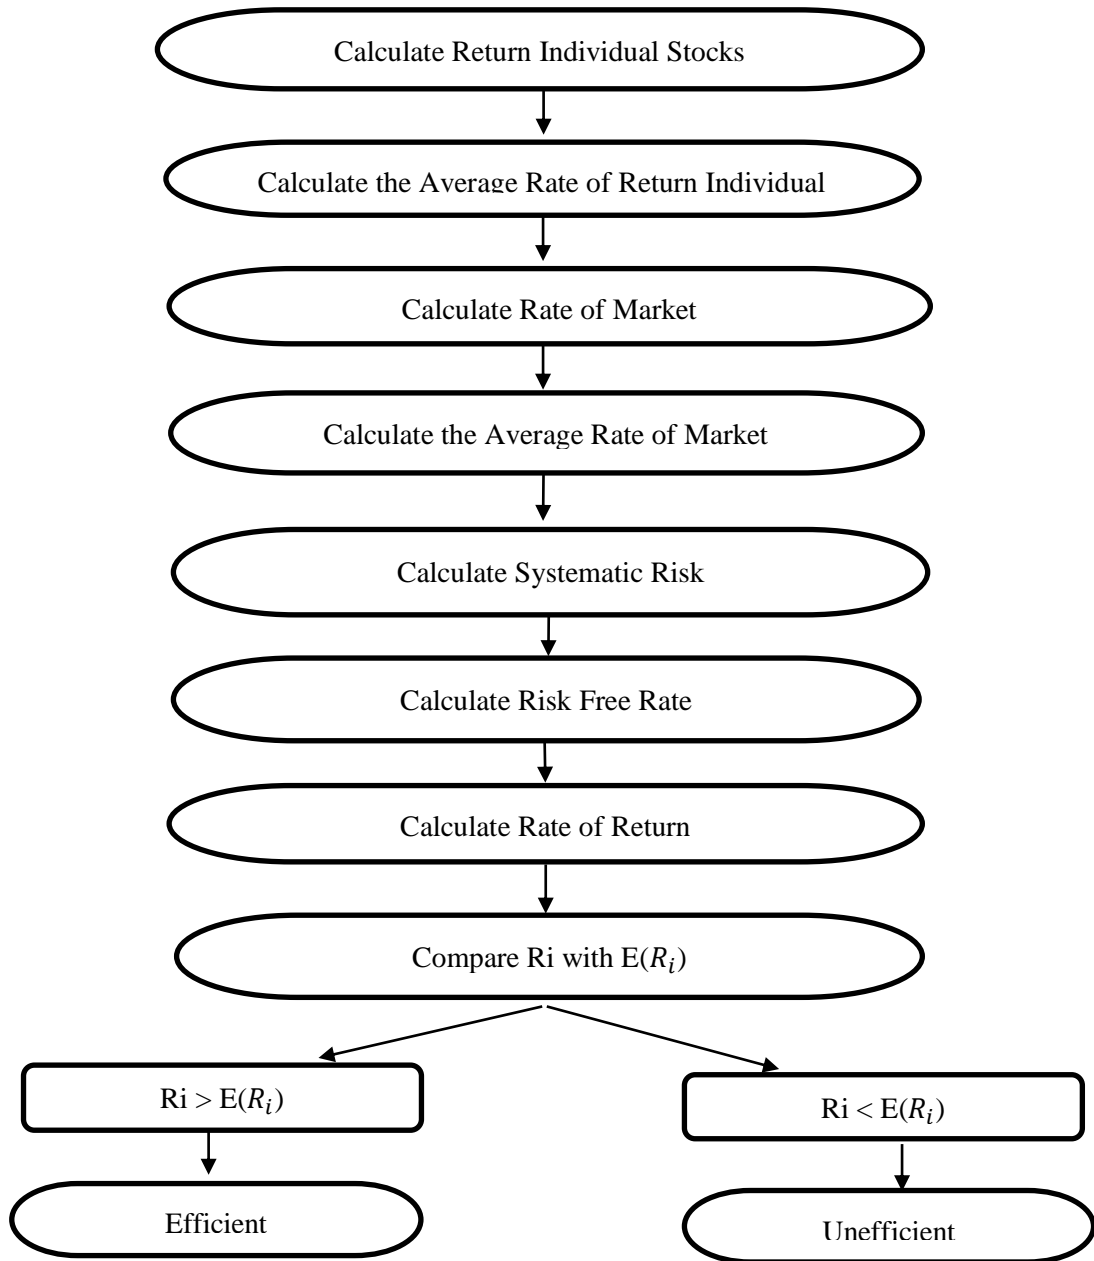 Calculate Return Individual Stocks
Calculate the Average Rate of Return Individual
Calculate Rate of Market
Calculate the Average Rate of Market
Calculate Systematic Risk
Calculate Risk Free Rate
Calculate Rate of Return
Compare Ri with E(𝑅𝑖)
Ri > E(𝑅𝑖)
Ri < E(𝑅𝑖)
Efficient
Unefficient